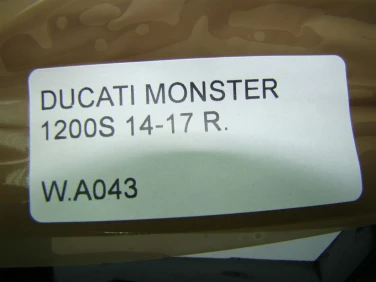 DUCATI MONSTER
1200S 14-17 R.
W.A043